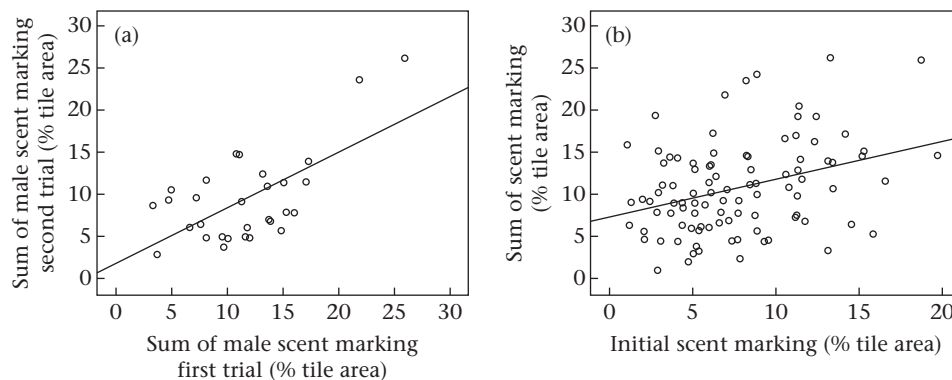 (a)
Sum of male scent marking
second trial (% tile area)
30
25
20
15
10
5
0
0 5 10 15 20 25 30
Sum of male scent marking
first trial (% tile area)
(b)
Sum of scent marking
(% tile area)
30
25
20
15
10
5
0
0 5 10 15 20
Initial scent marking (% tile area)